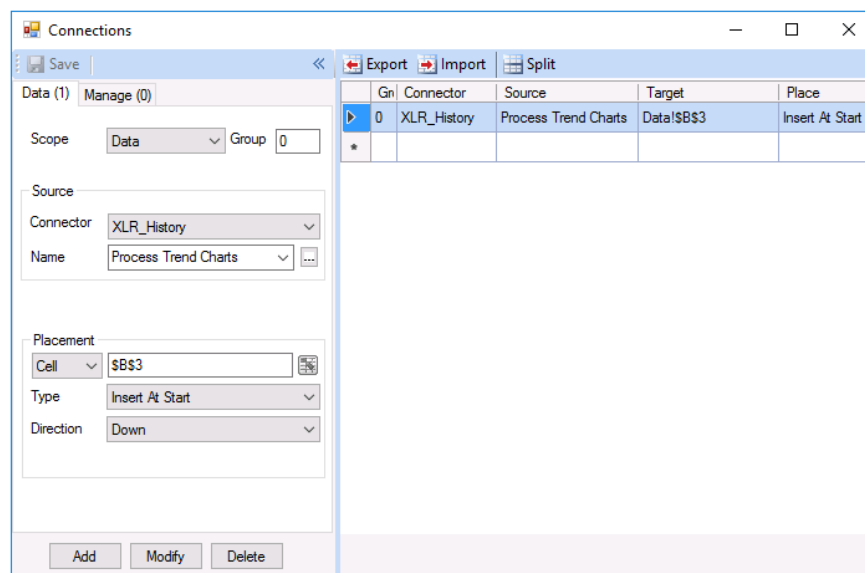 Connections
Save « Export Import Split
Data (1) Manage (0)
Scope Data Group 0
Source
Connector XLR_History
Name Process Trend Charts ...
Placement
Cell $B$3
Type Insert At Start
Direction Down
Add Modify Delete
Gr Connector Source Target Place
0 XLR_History Process Trend Charts Data!$B$3 Insert At Start
*